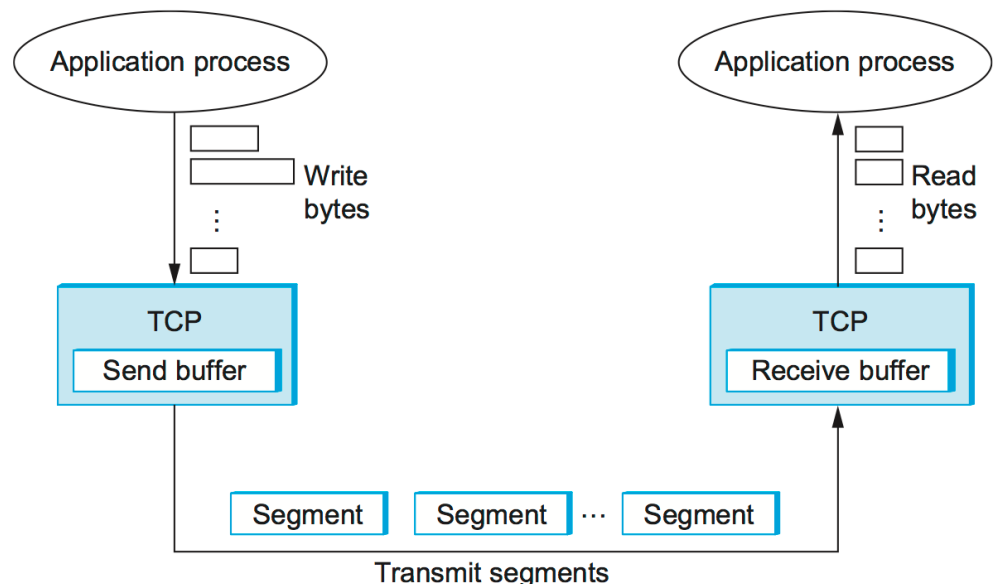 Application process
Application process
Write
bytes
Read
bytes
TCP
TCP
Send buffer
Receive buffer
Segment
Segment
...
Segment
Transmit segments